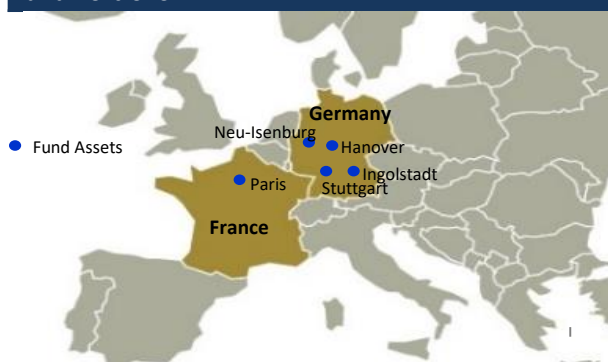 Germany
Neu-Isenburg
Fund Assets
Hanover
Ingolstadt
Paris
Stuttgart
France